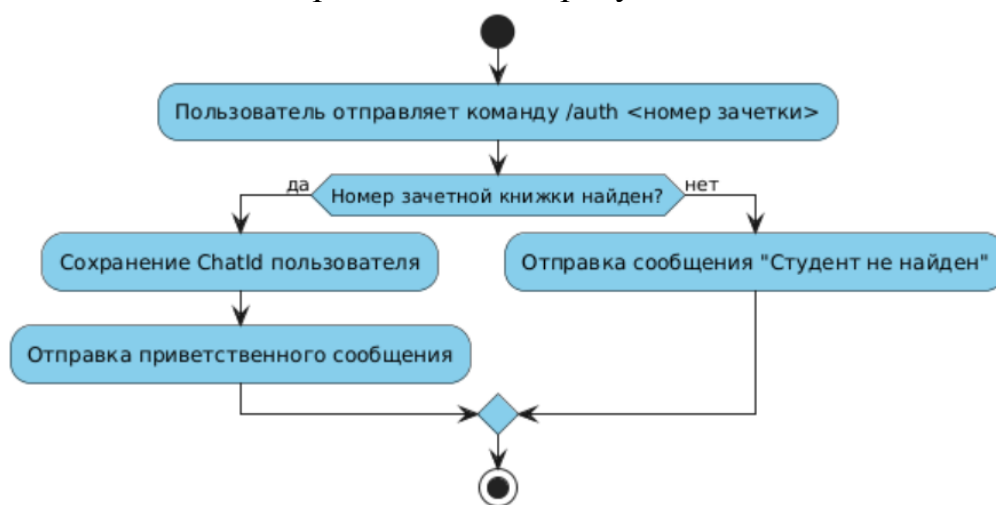 Пользователь отправляет команду /auth <номер зачетки>
да
Номер зачетной книжки найден?
нет
Сохранение ChatId пользователя
Отправка сообщения "Студент не найден"
Отправка приветственного сообщения